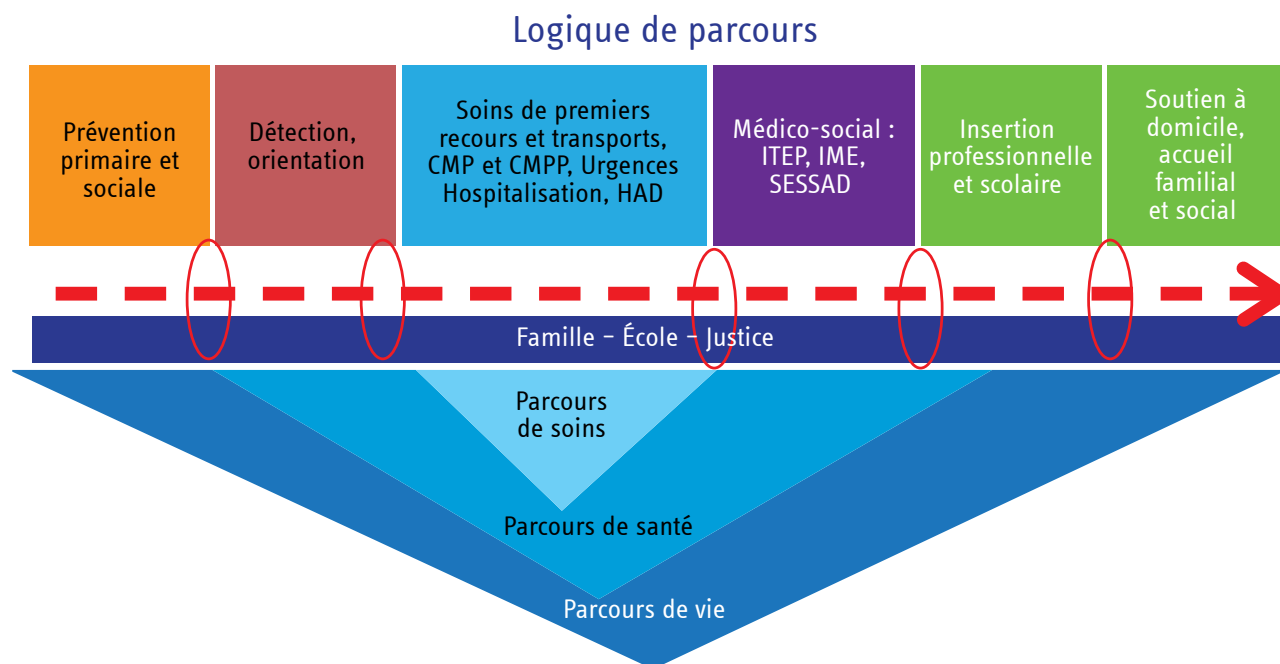 Logique de parcours
Prévention
primaire et
sociale
Détection,
orientation
Soins de premiers
recours et transports,
CMP et CMPP, Urgences
Hospitalisation, HAD
Médico-social :
ITEP, IME,
SESSAD
Insertion
professionnelle
et scolaire
Soutien à
domicile,
accueil
familial
et social
Famille – École – Justice
Parcours
de soins
Parcours de santé
Parcours de vie